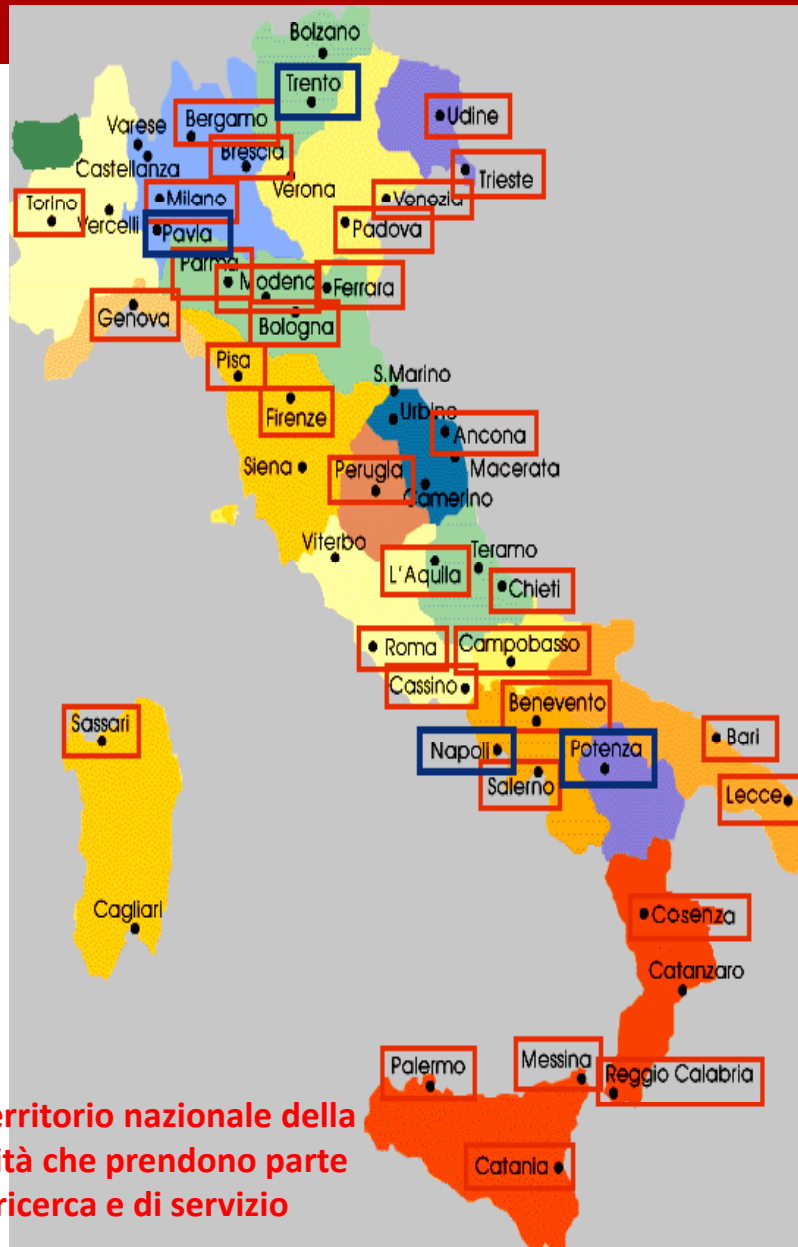 Bolzano
Trento
Udine
Bergamo
Varese
Brescia
Castellanza
Trieste
Verona
Milano
Venezia
Torino
Vercelli
Padova
Pavia
Parma
Modena
Ferrara
Genova
Bologna
Pisa
S.Marino
Firenze
Urbino
Ancona
Siena
Perugia
Macerata
Camerino
Viterbo
Teramo
L'Aquila
Chieti
Roma
Campobasso
Cassino
Benevento
Sassari
Napoli
Potenza
Bari
Salerno
Lecce
Cagliari
Cosenza
Catanzaro
Palermo
Messina
Reggio Calabria
Catania
erritorio nazionale della
ità che prendono parte
ricerca e di servizio